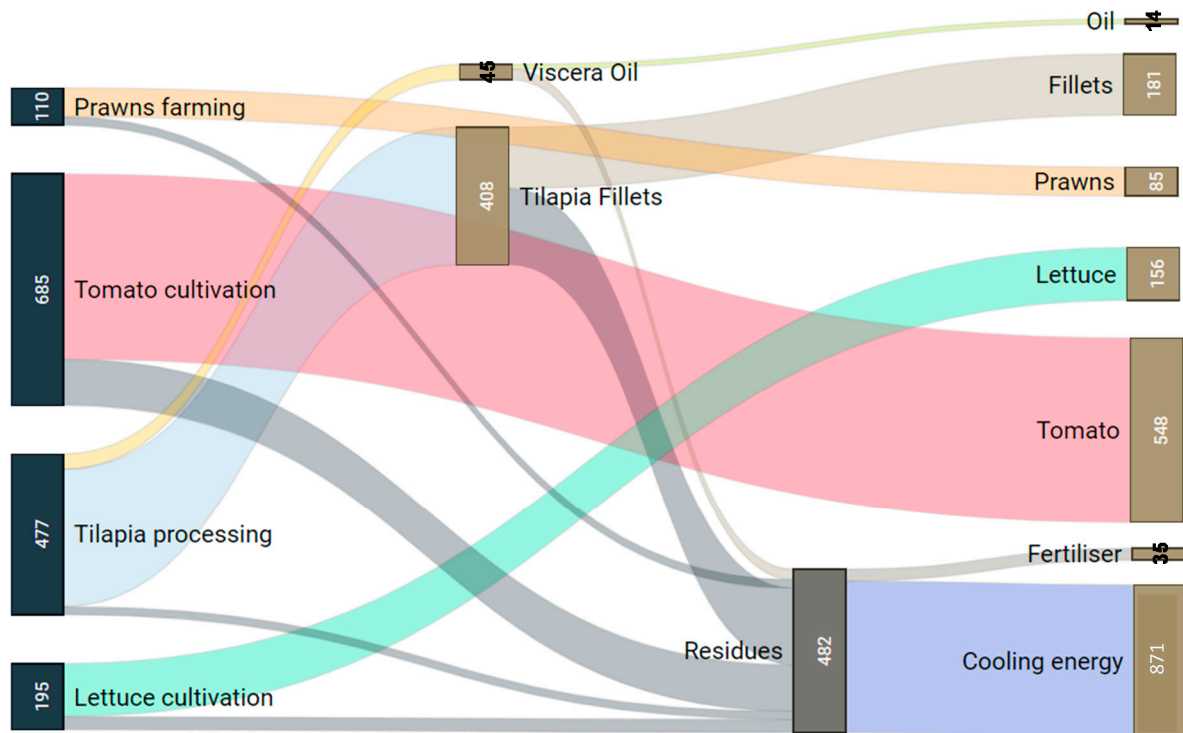 Oil
14
45
Viscera Oil
Fillets
181
110
Prawns farming
Prawns
85
408
Tilapia Fillets
Lettuce
156
685
Tomato cultivation
Tomato
548
477
Tilapia processing
Fertiliser
35
Residues
482
Cooling energy
871
195
Lettuce cultivation